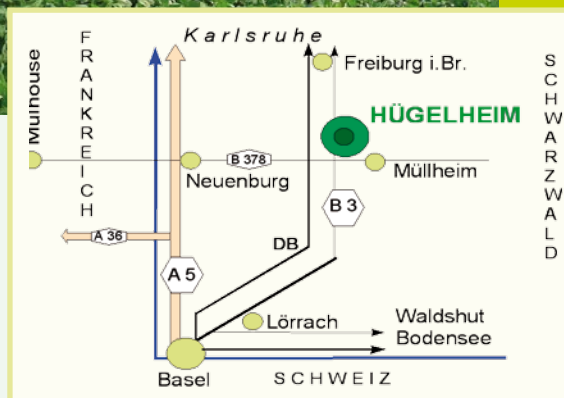 Karlsruhe
FRANKREICH
Mulhouse
Freiburg i.Br.
SCHWARZWALD
HÜGELHEIM
B 378
Neuenburg
Müllheim
B 3
A 36
DB
A 5
Lörrach
Waldshut
Bodensee
Basel
SCHWEIZ